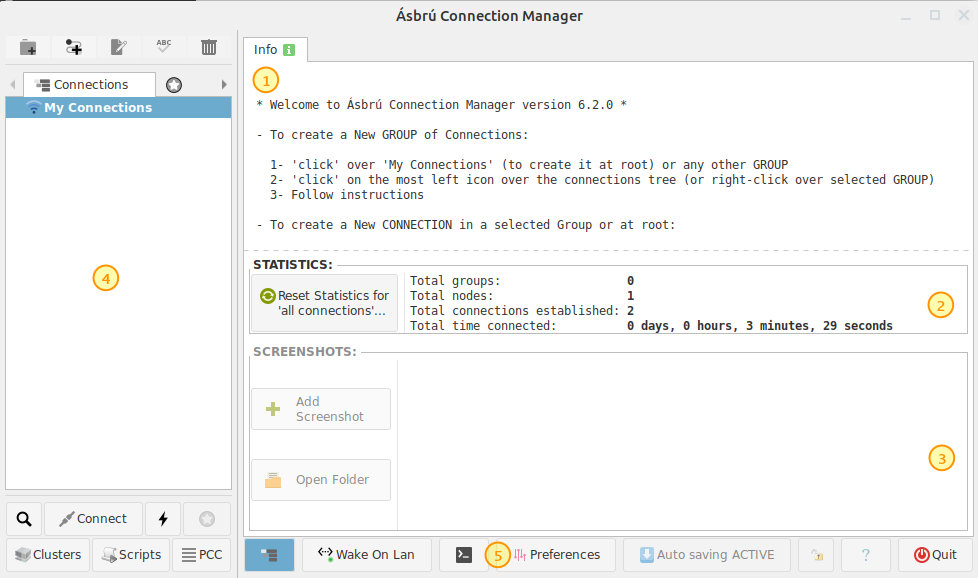 Ásbrú Connection Manager
ABC
Connections
My Connections
4
Connect
Clusters
Scripts
PCC
Info i
1
* Welcome to Ásbrú Connection Manager version 6.2.0 *
- To create a New GROUP of Connections:
1- 'click' over 'My Connections' (to create it at root) or any other GROUP
2- 'click' on the most left icon over the connections tree (or right-click over selected GROUP)
3- Follow instructions
- To create a New CONNECTION in a selected Group or at root:
STATISTICS:
Reset Statistics for
'all connections'...
Total groups: 0
Total nodes: 1
Total connections established: 2
Total time connected: 0 days, 0 hours, 3 minutes, 29 seconds
2
SCREENSHOTS:
Add
Screenshot
Open Folder
3
Wake On Lan
5
Preferences
Auto saving ACTIVE
?
Quit